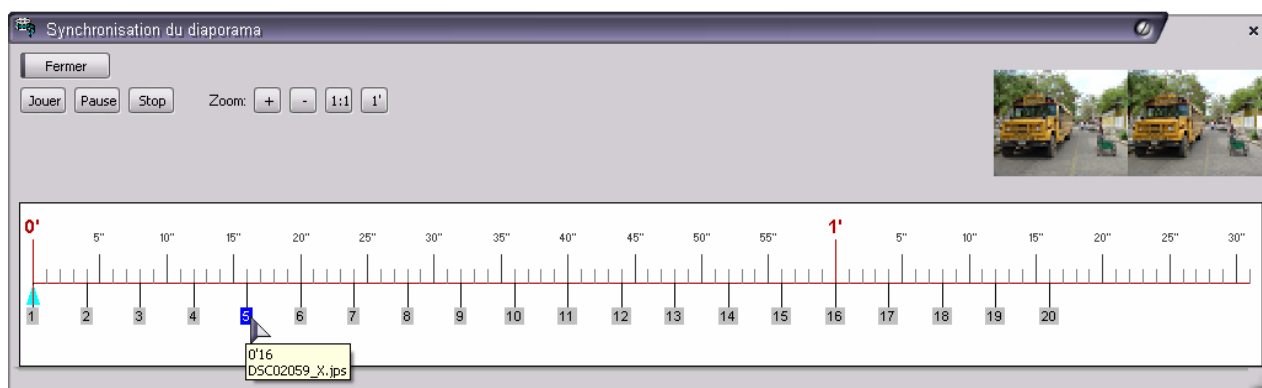 Synchronisation du diaporama
Fermer
Jouer Pause Stop Zoom: + - 1:1 1'
0' 5" 10" 15" 20" 25" 30" 35" 40" 45" 50" 55" 1' 5" 10" 15" 20" 25" 30"
1 2 3 4 5 6 7 8 9 10 11 12 13 14 15 16 17 18 19 20
0'16
DSC02059_X.jps